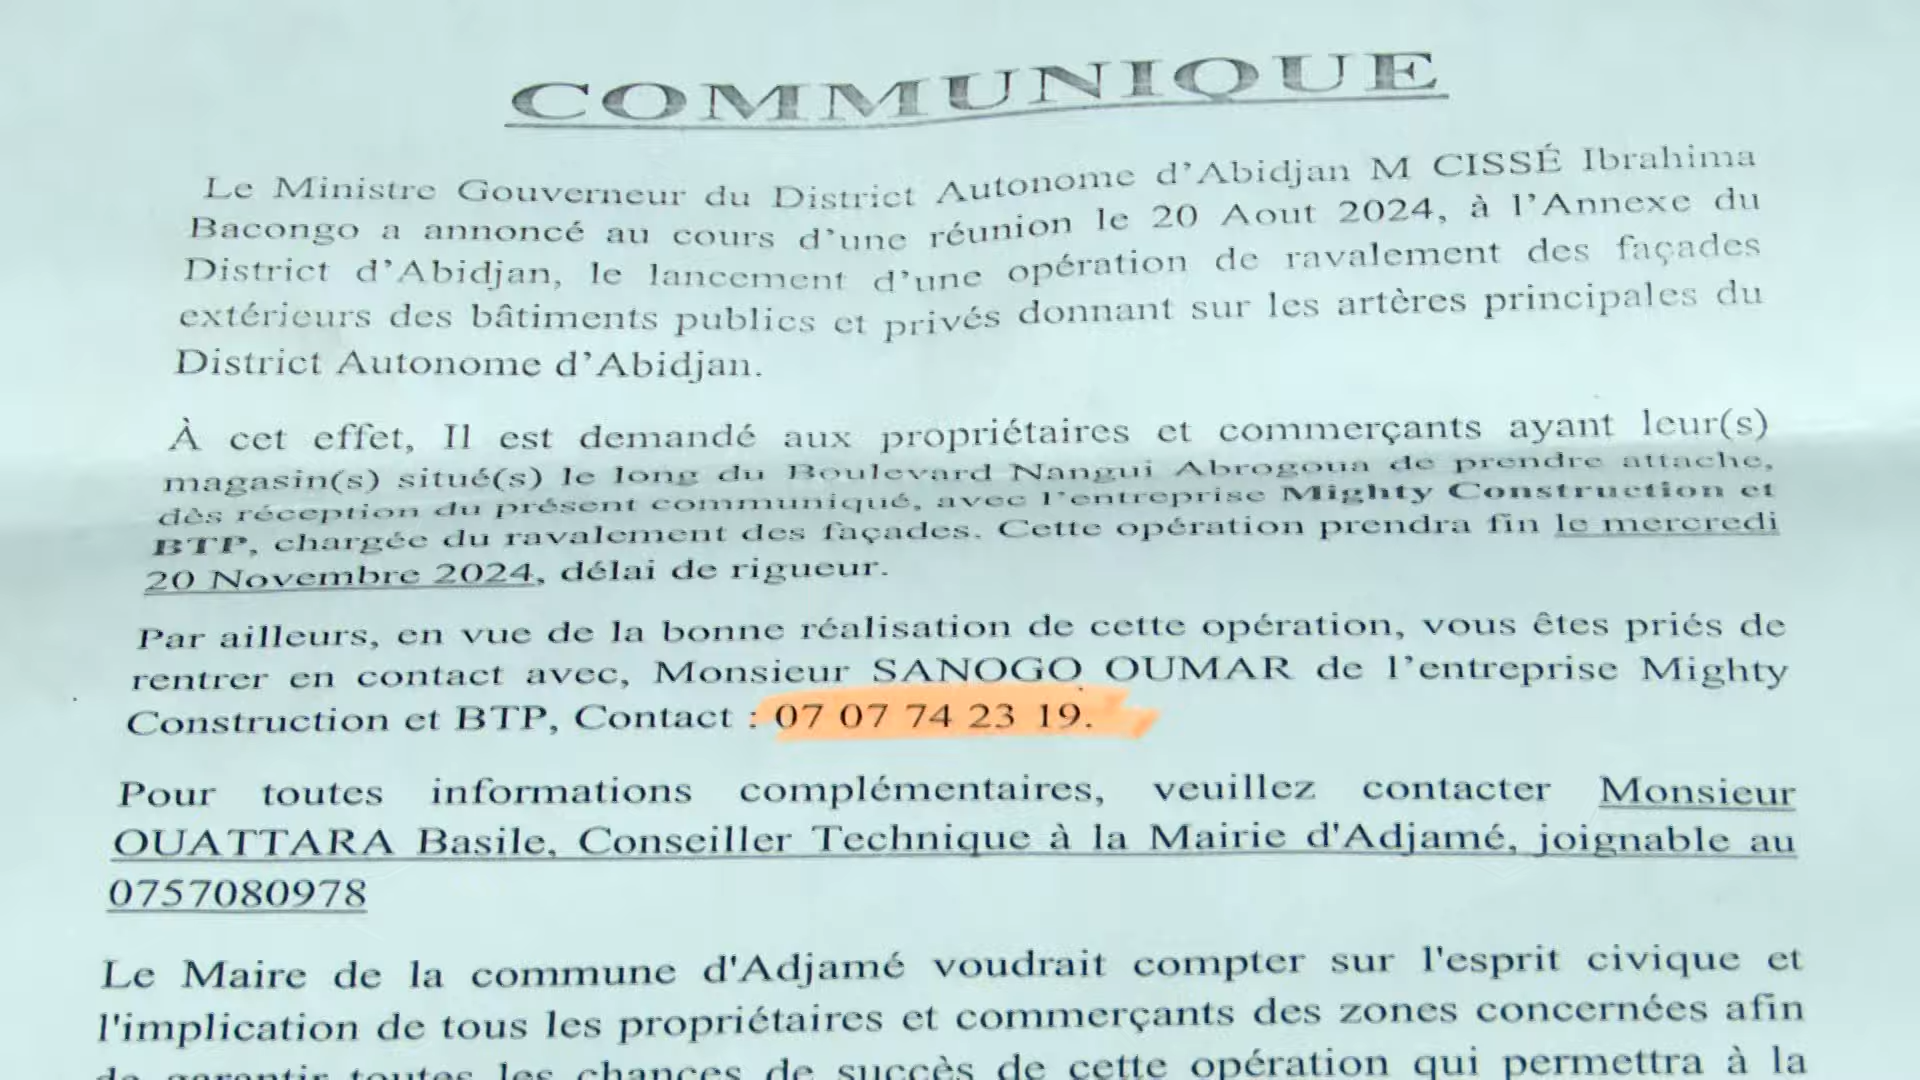 COMMUNIQUE
Le Ministre Gouverneur du District Autonome d'Abidjan M CISSÉ Ibrahima
Bacongo a annoncé au cours d'une réunion le 20 Aout 2024, à l'Annexe du
District d'Abidjan, le lancement d'une opération de ravalement des façades
extérieurs des bâtiments publics et privés donnant sur les artères principales du
District Autonome d'Abidjan.
À cet effet, Il est demandé aux propriétaires et commerçants ayant leur(s)
magasin(s) situé(s) le long du Boulevard Nangui Abrogoua de prendre attache,
dès réception du présent communiqué, avec l'entreprise Mighty Construction et
BTP, chargée du ravalement des façades. Cette opération prendra fin le mercredi
20 Novembre 2024, délai de rigueur.
Par ailleurs, en vue de la bonne réalisation de cette opération, vous êtes priés de
rentrer en contact avec, Monsieur SANOGO OUMAR de l'entreprise Mighty
Construction et BTP, Contact : 07 07 74 23 19.
Pour toutes informations complémentaires, veuillez contacter Monsieur
OUATTARA Basile, Conseiller Technique à la Mairie d'Adjamé, joignable au
0757080978
Le Maire de la commune d'Adjamé voudrait compter sur l'esprit civique et
l'implication de tous les propriétaires et commerçants des zones concernées afin
de garantir toutes les chances de succès de cette opération qui permettra à la